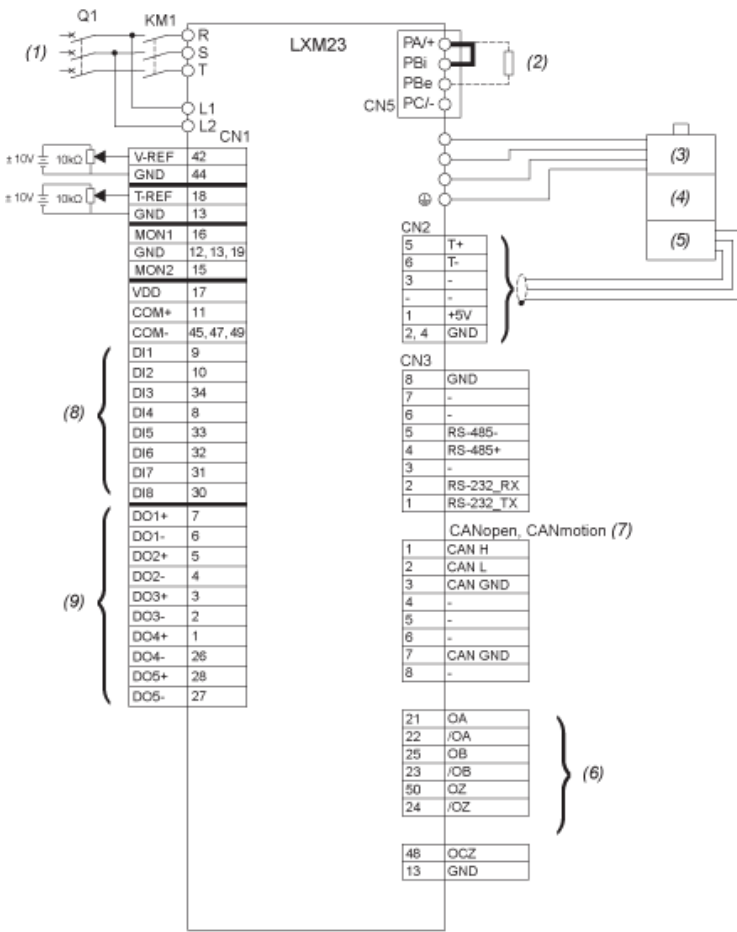 Q1
KM1
(1)
R
S
T
L1
L2
LXM23
PA/+
PBi
PBe
CN5 PC/-
(2)
(3)
(4)
(5)
CN1
± 10V 10kΩ V-REF 42
GND 44
± 10V 10kΩ T-REF 18
GND 13
MON1 16
GND 12, 13, 19
MON2 15
VDD 17
COM+ 11
COM- 45, 47, 49
(8)
DI1 9
DI2 10
DI3 34
DI4 8
DI5 33
DI6 32
DI7 31
DI8 30
(9)
DO1+ 7
DO1- 6
DO2+ 5
DO2- 4
DO3+ 3
DO3- 2
DO4+ 1
DO4- 26
DO5+ 28
DO5- 27
CN2
5 T+
6 T-
3 -
- -
1 +5V
2, 4 GND
CN3
8 GND
7 -
6 -
5 RS-485-
4 RS-485+
3 -
2 RS-232_RX
1 RS-232_TX
CANopen, CANmotion (7)
1 CAN H
2 CAN L
3 CAN GND
4 -
5 -
6 -
7 CAN GND
8 -
21 OA
22 /OA
25 OB
23 /OB
50 OZ
24 /OZ
(6)
48 OCZ
13 GND